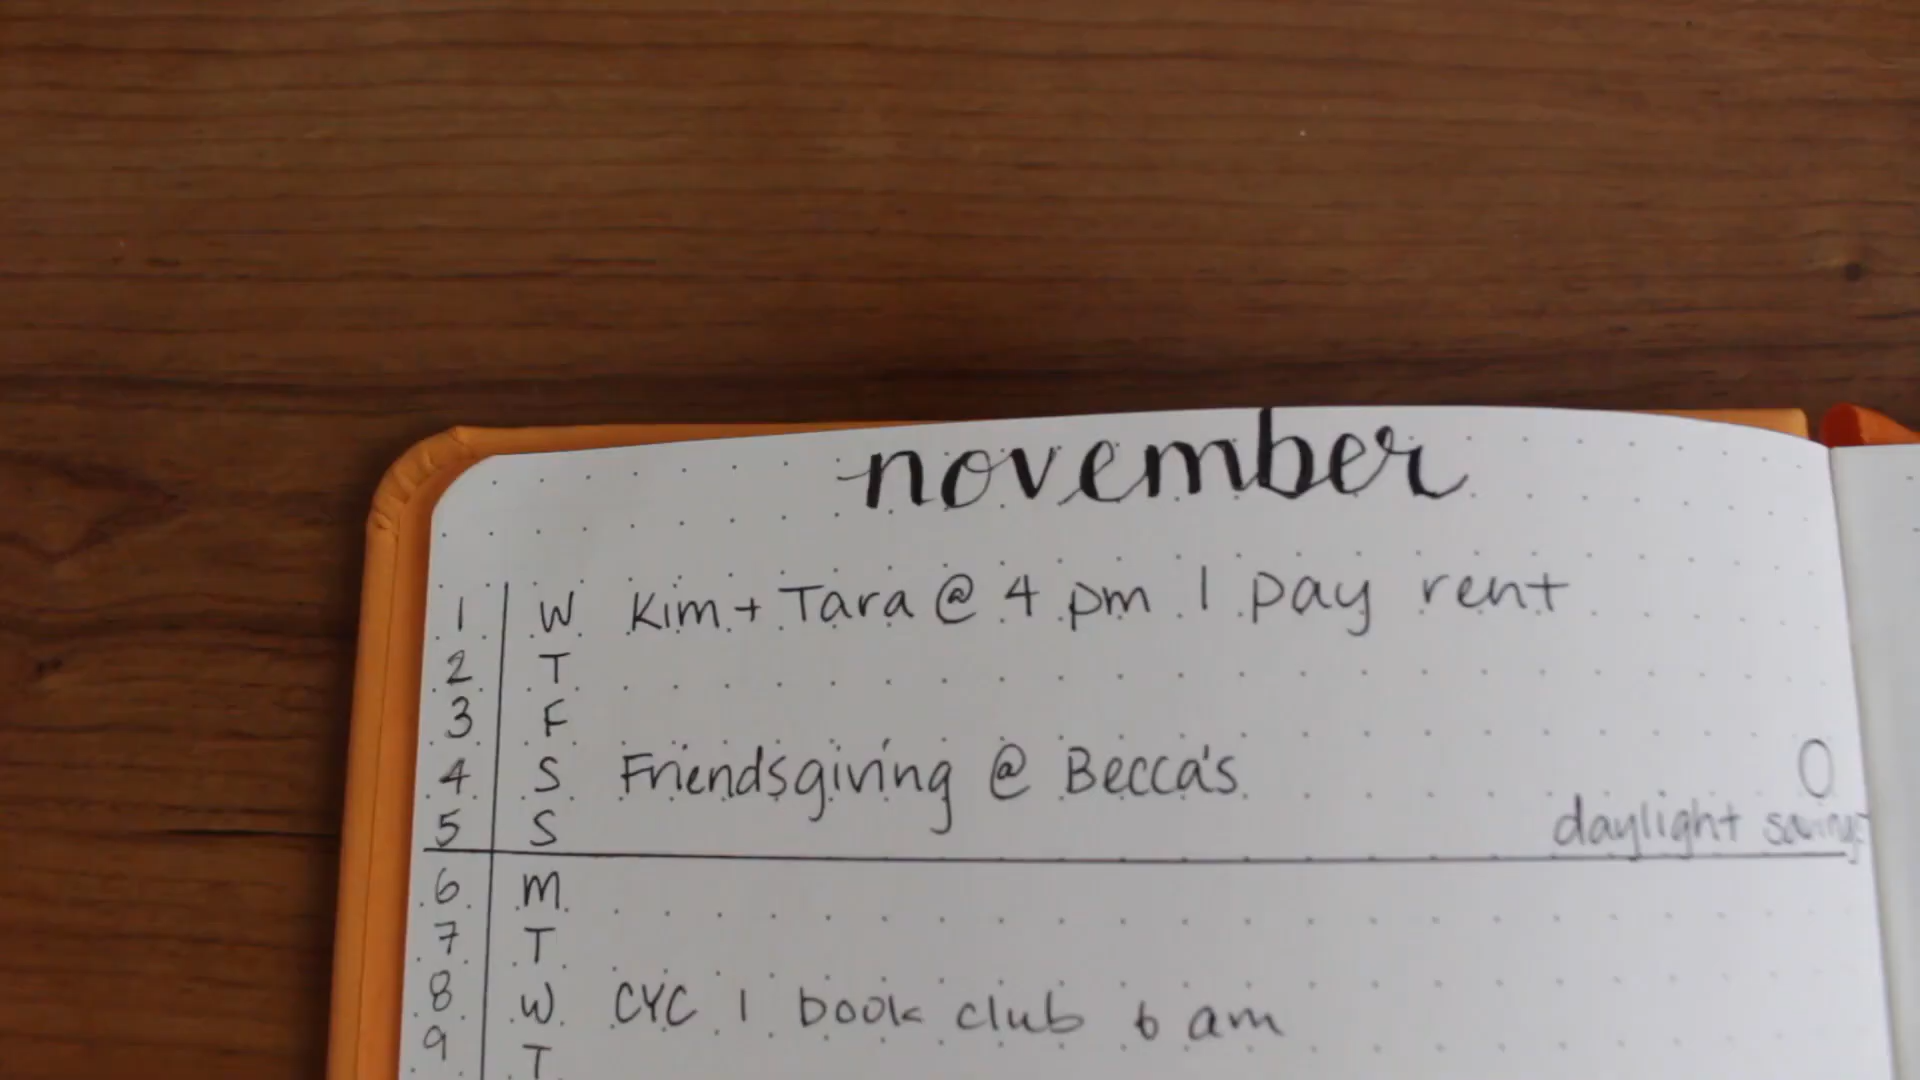 november
1 | W Kim + Tara @ 4 pm | pay rent
2 | T
3 | F
4 | S Friendsgiving @ Becca's O
5 | S daylight savings
6 | M
7 | T
8 | W CYC | book club 6 am
9 | T